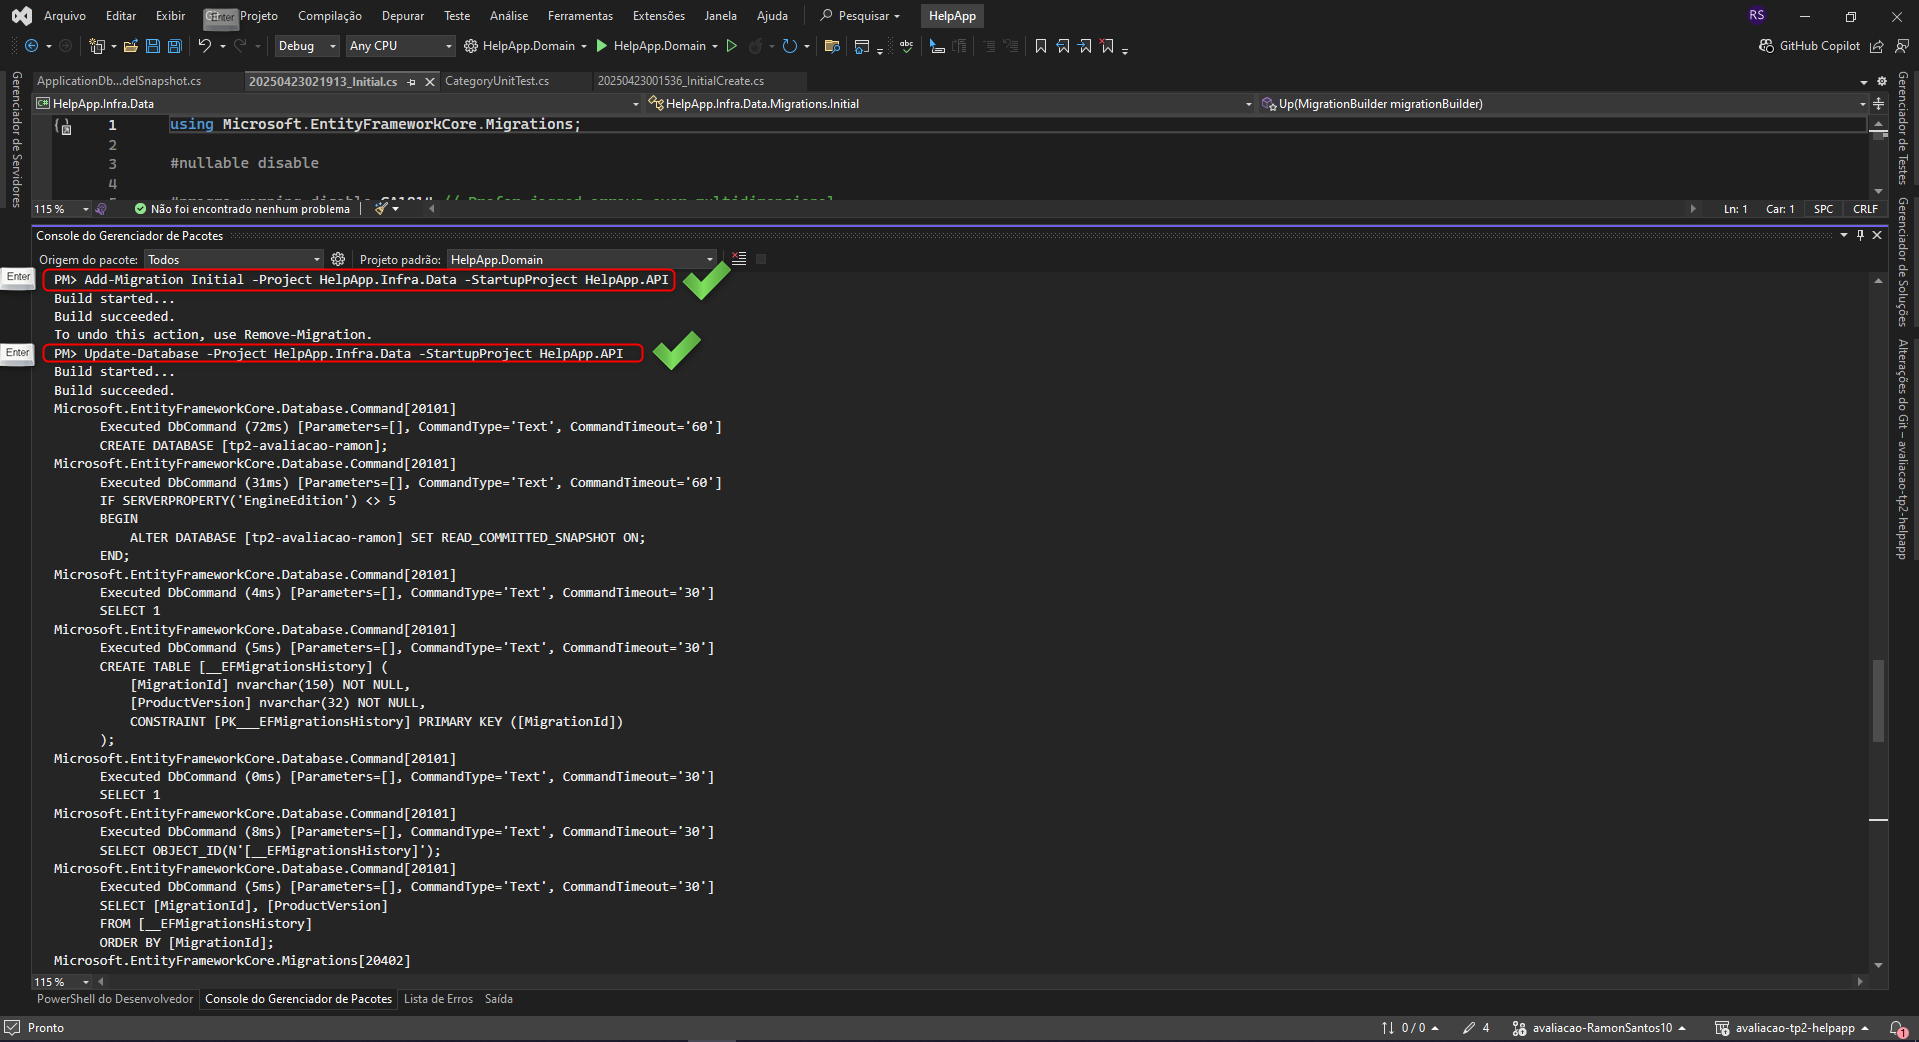 Arquivo Editar Exibir Git Projeto Compilação Depurar Teste Análise Ferramentas Extensões Janela Ajuda Pesquisar HelpApp RS
Enter
Debug Any CPU HelpApp.Domain HelpApp.Domain GitHub Copilot
ApplicationDb...delSnapshot.cs 20250423021913_Initial.cs CategoryUnitTest.cs 20250423001536_InitialCreate.cs
HelpApp.Infra.Data HelpApp.Infra.Data.Migrations.Initial Up(MigrationBuilder migrationBuilder)
1 using Microsoft.EntityFrameworkCore.Migrations;
2
3 #nullable disable
4
115 % Não foi encontrado nenhum problema Ln: 1 Car: 1 SPC CRLF
Console do Gerenciador de Pacotes
Origem do pacote: Todos Projeto padrão: HelpApp.Domain
Enter PM> Add-Migration Initial -Project HelpApp.Infra.Data -StartupProject HelpApp.API
Build started...
Build succeeded.
To undo this action, use Remove-Migration.
Enter PM> Update-Database -Project HelpApp.Infra.Data -StartupProject HelpApp.API
Build started...
Build succeeded.
Microsoft.EntityFrameworkCore.Database.Command[20101]
Executed DbCommand (72ms) [Parameters=[], CommandType='Text', CommandTimeout='60']
CREATE DATABASE [tp2-avaliacao-ramon];
Microsoft.EntityFrameworkCore.Database.Command[20101]
Executed DbCommand (31ms) [Parameters=[], CommandType='Text', CommandTimeout='60']
IF SERVERPROPERTY('EngineEdition') <> 5
BEGIN
ALTER DATABASE [tp2-avaliacao-ramon] SET READ_COMMITTED_SNAPSHOT ON;
END;
Microsoft.EntityFrameworkCore.Database.Command[20101]
Executed DbCommand (4ms) [Parameters=[], CommandType='Text', CommandTimeout='30']
SELECT 1
Microsoft.EntityFrameworkCore.Database.Command[20101]
Executed DbCommand (5ms) [Parameters=[], CommandType='Text', CommandTimeout='30']
CREATE TABLE [__EFMigrationsHistory] (
[MigrationId] nvarchar(150) NOT NULL,
[ProductVersion] nvarchar(32) NOT NULL,
CONSTRAINT [PK___EFMigrationsHistory] PRIMARY KEY ([MigrationId])
);
Microsoft.EntityFrameworkCore.Database.Command[20101]
Executed DbCommand (0ms) [Parameters=[], CommandType='Text', CommandTimeout='30']
SELECT 1
Microsoft.EntityFrameworkCore.Database.Command[20101]
Executed DbCommand (8ms) [Parameters=[], CommandType='Text', CommandTimeout='30']
SELECT OBJECT_ID(N'[__EFMigrationsHistory]');
Microsoft.EntityFrameworkCore.Database.Command[20101]
Executed DbCommand (5ms) [Parameters=[], CommandType='Text', CommandTimeout='30']
SELECT [MigrationId], [ProductVersion]
FROM [__EFMigrationsHistory]
ORDER BY [MigrationId];
Microsoft.EntityFrameworkCore.Migrations[20402]
115 %
PowerShell do Desenvolvedor Console do Gerenciador de Pacotes Lista de Erros Saída
Pronto 0 / 0 4 avaliacao-RamonSantos10 avaliacao-tp2-helpapp 1
Gerenciador de Servidores
Gerenciador de Testes
Gerenciador de Soluções
Alterações do Git – avaliacao-tp2-helpapp